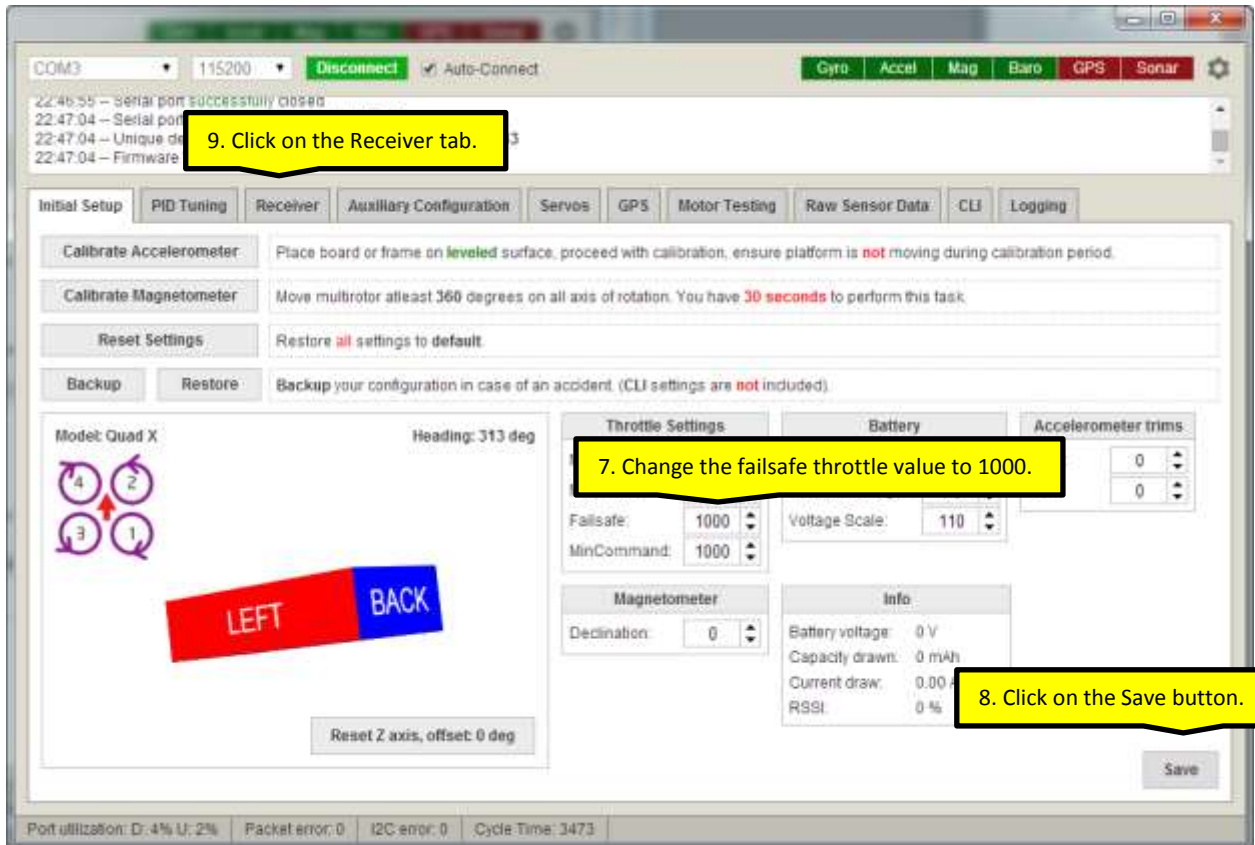 COM3 115200 Disconnect Auto-Connect Gyro Accel Mag Baro GPS Sonar
22:46:55 -- Serial port successfully closed
22:47:04 -- Serial port
22:47:04 -- Unique de 3
22:47:04 -- Firmware
9. Click on the Receiver tab.
Initial Setup PID Tuning Receiver Auxiliary Configuration Servos GPS Motor Testing Raw Sensor Data CLI Logging
Calibrate Accelerometer Place board or frame on leveled surface, proceed with calibration, ensure platform is not moving during calibration period.
Calibrate Magnetometer Move multirotor atleast 360 degrees on all axis of rotation. You have 30 seconds to perform this task.
Reset Settings Restore all settings to default.
Backup Restore Backup your configuration in case of an accident. (CLI settings are not included).
Model: Quad X Heading: 313 deg
4 2
3 1
LEFT BACK
Reset Z axis, offset: 0 deg
Throttle Settings Battery Accelerometer trims
7. Change the failsafe throttle value to 1000.
0
0
Failsafe: 1000 Voltage Scale: 110
MinCommand: 1000
Magnetometer Info
Declination: 0 Battery voltage: 0 V
Capacity drawn: 0 mAh
Current draw: 0.00
RSSI: 0 %
8. Click on the Save button.
Save
Port utilization: D: 4% U: 2% Packet error: 0 I2C error: 0 Cycle Time: 3473